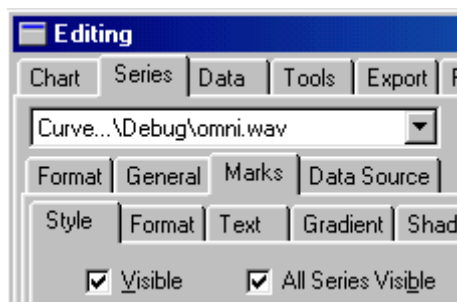 Editing
Chart Series Data Tools Export
Curve...\Debug\omni.wav
Format General Marks Data Source
Style Format Text Gradient
Visible All Series Visible